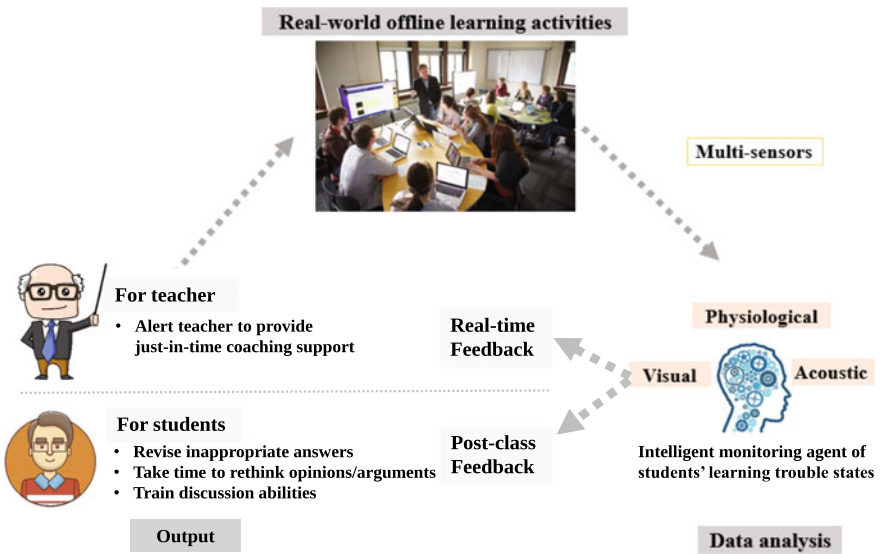 Real-world offline learning activities
Multi-sensors
For teacher
• Alert teacher to provide
just-in-time coaching support
Real-time
Feedback
Physiological
Visual
Acoustic
For students
• Revise inappropriate answers
• Take time to rethink opinions/arguments
• Train discussion abilities
Post-class
Feedback
Intelligent monitoring agent of
students’ learning trouble states
Output
Data analysis